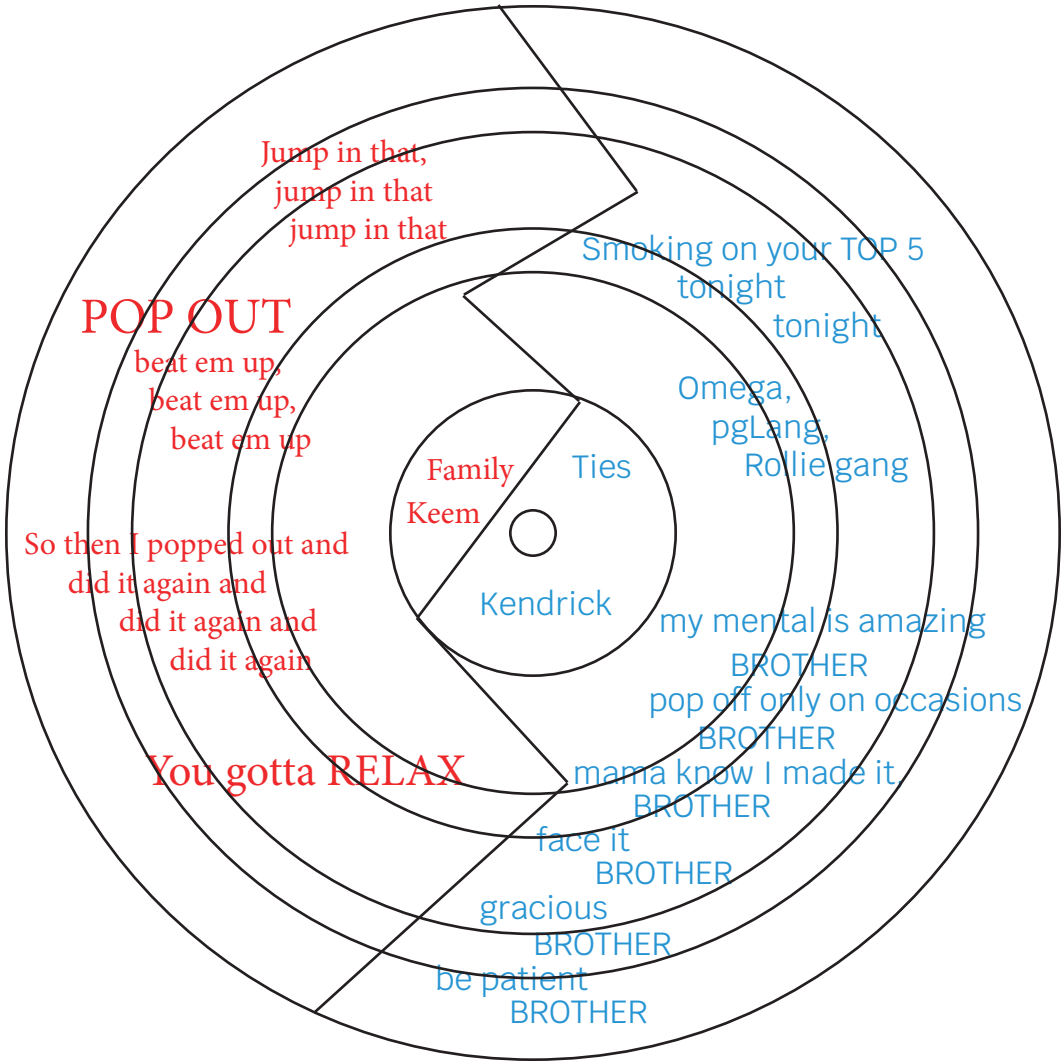 Jump in that,
jump in that
jump in that
POP OUT
beat em up,
beat em up,
beat em up
So then I popped out and
did it again and
did it again and
did it again
You gotta RELAX
Family
Keem
Ties
Kendrick
Smoking on your TOP 5
tonight
tonight
Omega,
pgLang,
Rollie gang
my mental is amazing
BROTHER
pop off only on occasions
BROTHER
mama know I made it,
BROTHER
face it
BROTHER
gracious
BROTHER
be patient
BROTHER